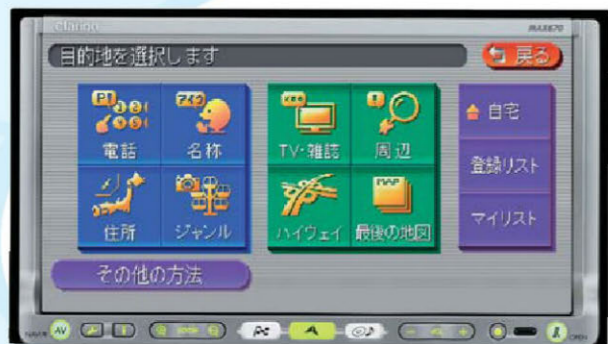 Clarion
MAX670
目的地を選択します
戻る
電話
名称
TV・雑誌
周辺
自宅
登録リスト
マイリスト
住所
ジャンル
ハイウェイ
最後の地図
その他の方法
AV
MAP